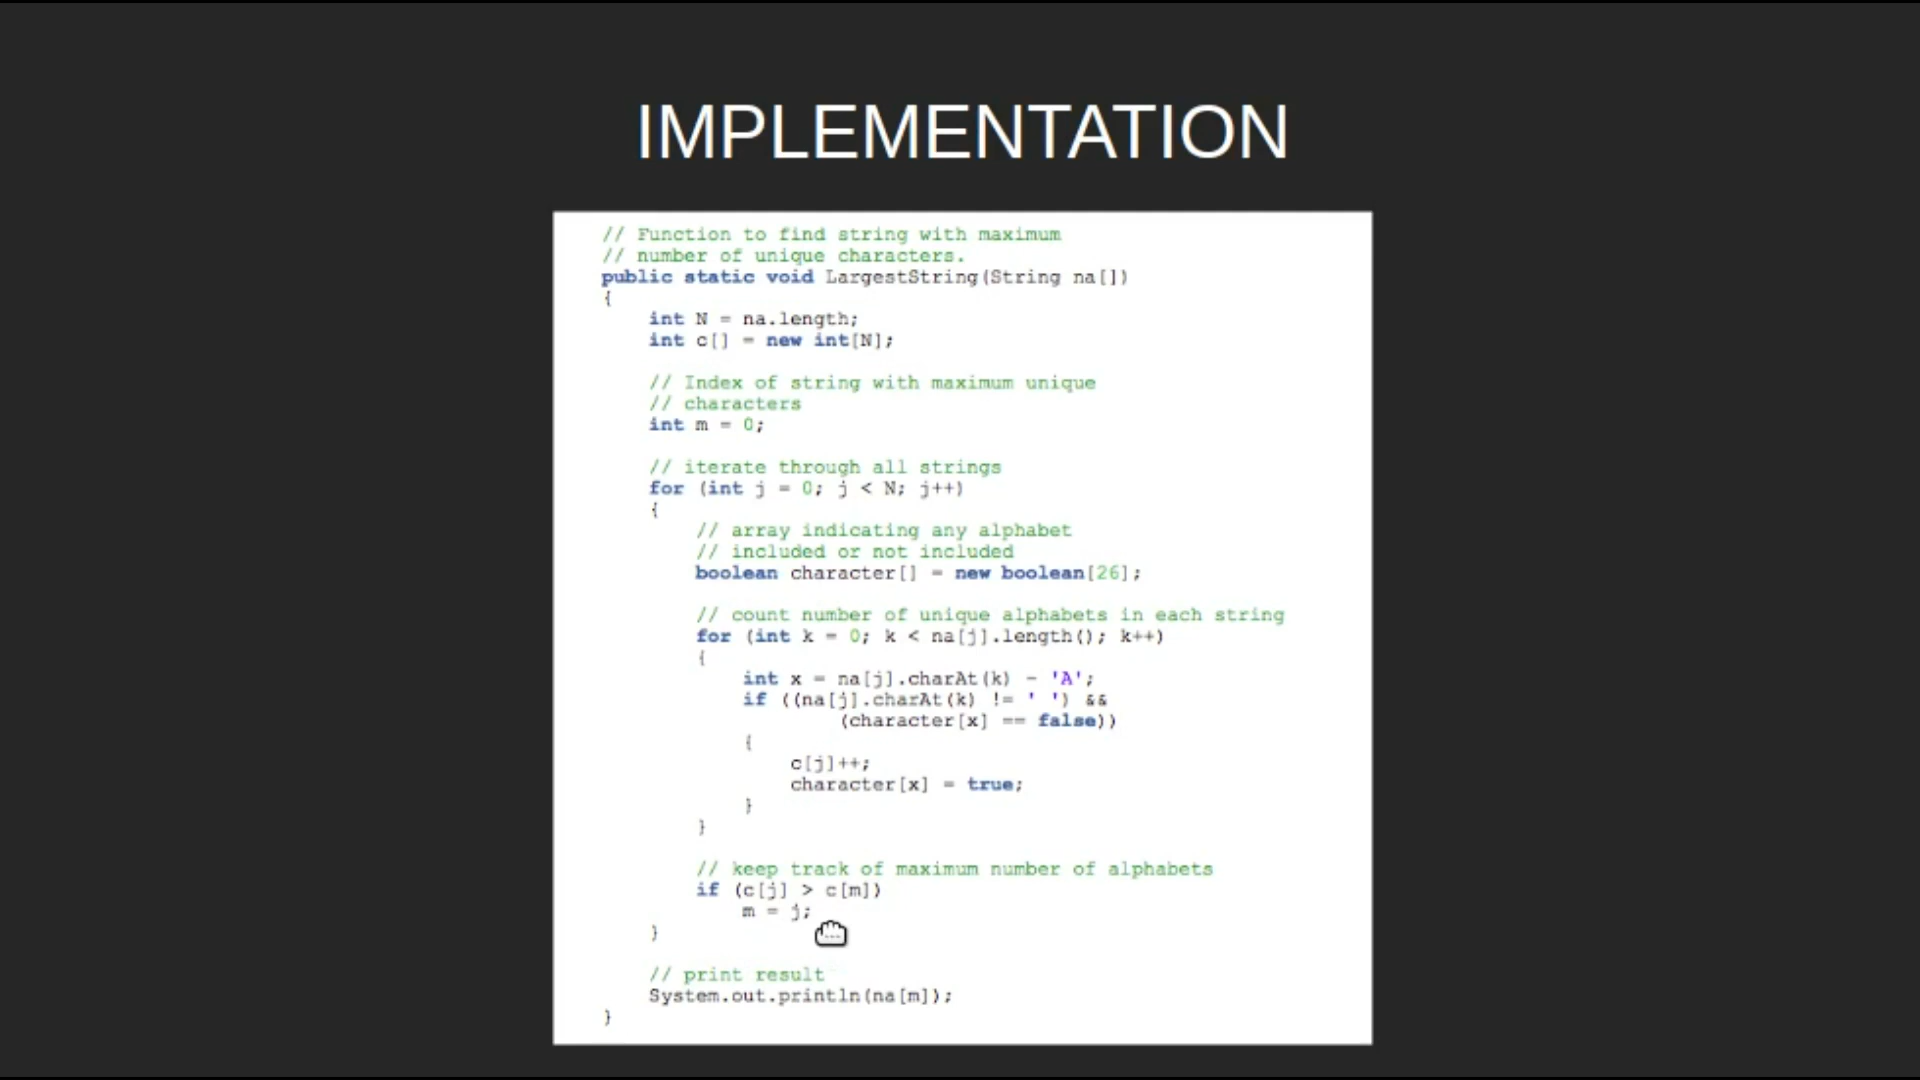 IMPLEMENTATION
// Function to find string with maximum
// number of unique characters.
public static void LargestString(String na[])
{
int N = na.length;
int c[] = new int[N];
// Index of string with maximum unique
// characters
int m = 0;
// iterate through all strings
for (int j = 0; j < N; j++)
{
// array indicating any alphabet
// included or not included
boolean character[] = new boolean[26];
// count number of unique alphabets in each string
for (int k = 0; k < na[j].length(); k++)
{
int x = na[j].charAt(k) - 'A';
if ((na[j].charAt(k) != ' ') &&
(character[x] == false))
{
c[j]++;
character[x] = true;
}
}
// keep track of maximum number of alphabets
if (c[j] > c[m])
m = j;
}
// print result
System.out.println(na[m]);
}